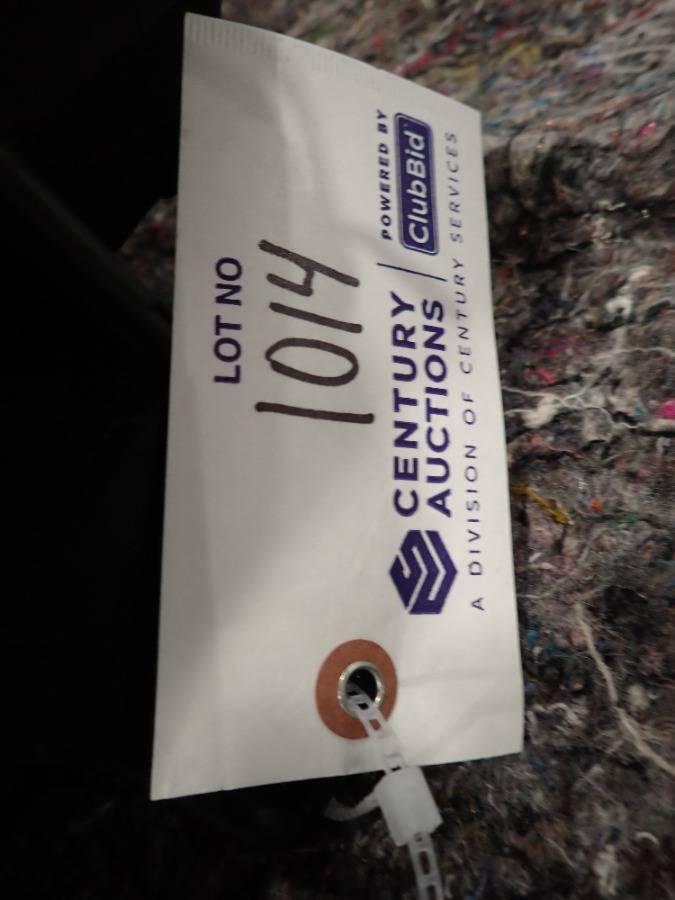 LOT NO
1014
CENTURY
AUCTIONS
POWERED BY
ClubBid
A DIVISION OF CENTURY SERVICES